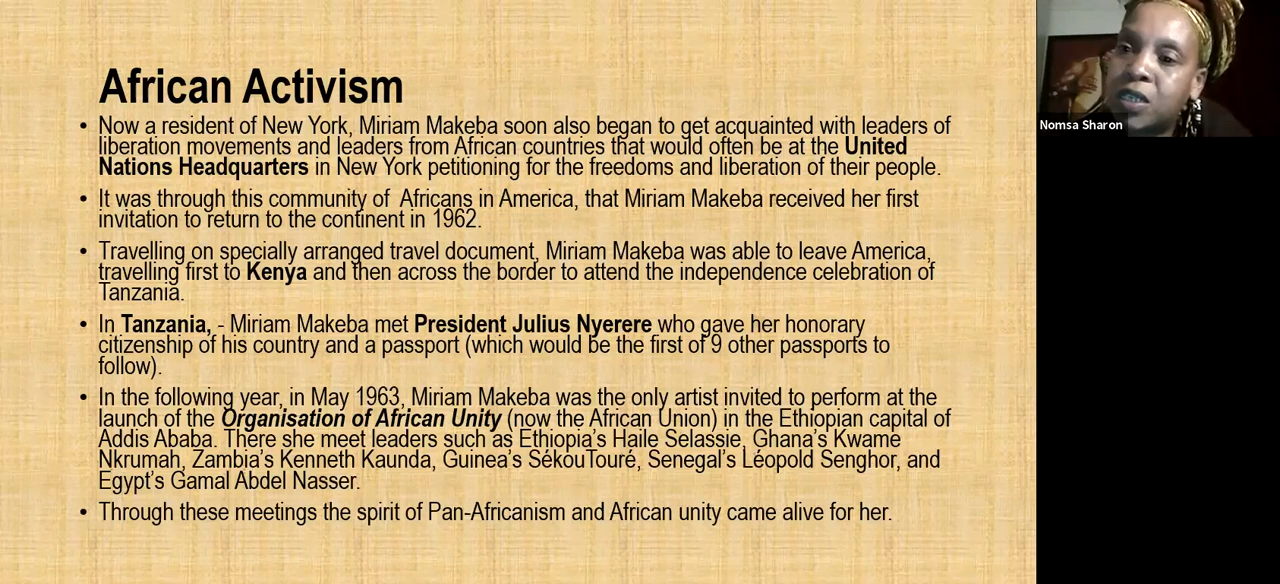 African Activism
• Now a resident of New York, Miriam Makeba soon also began to get acquainted with leaders of
liberation movements and leaders from African countries that would often be at the United
Nations Headquarters in New York petitioning for the freedoms and liberation of their people.
• It was through this community of  Africans in America, that Miriam Makeba received her first
invitation to return to the continent in 1962.
• Travelling on specially arranged travel document, Miriam Makeba was able to leave America,
travelling first to Kenya and then across the border to attend the independence celebration of
Tanzania.
• In Tanzania, - Miriam Makeba met President Julius Nyerere who gave her honorary
citizenship of his country and a passport (which would be the first of 9 other passports to
follow).
• In the following year, in May 1963, Miriam Makeba was the only artist invited to perform at the
launch of the Organisation of African Unity (now the African Union) in the Ethiopian capital of
Addis Ababa. There she meet leaders such as Ethiopia’s Haile Selassie, Ghana’s Kwame
Nkrumah, Zambia’s Kenneth Kaunda, Guinea’s SékouTouré, Senegal’s Léopold Senghor, and
Egypt’s Gamal Abdel Nasser.
• Through these meetings the spirit of Pan-Africanism and African unity came alive for her.
Nomsa Sharon